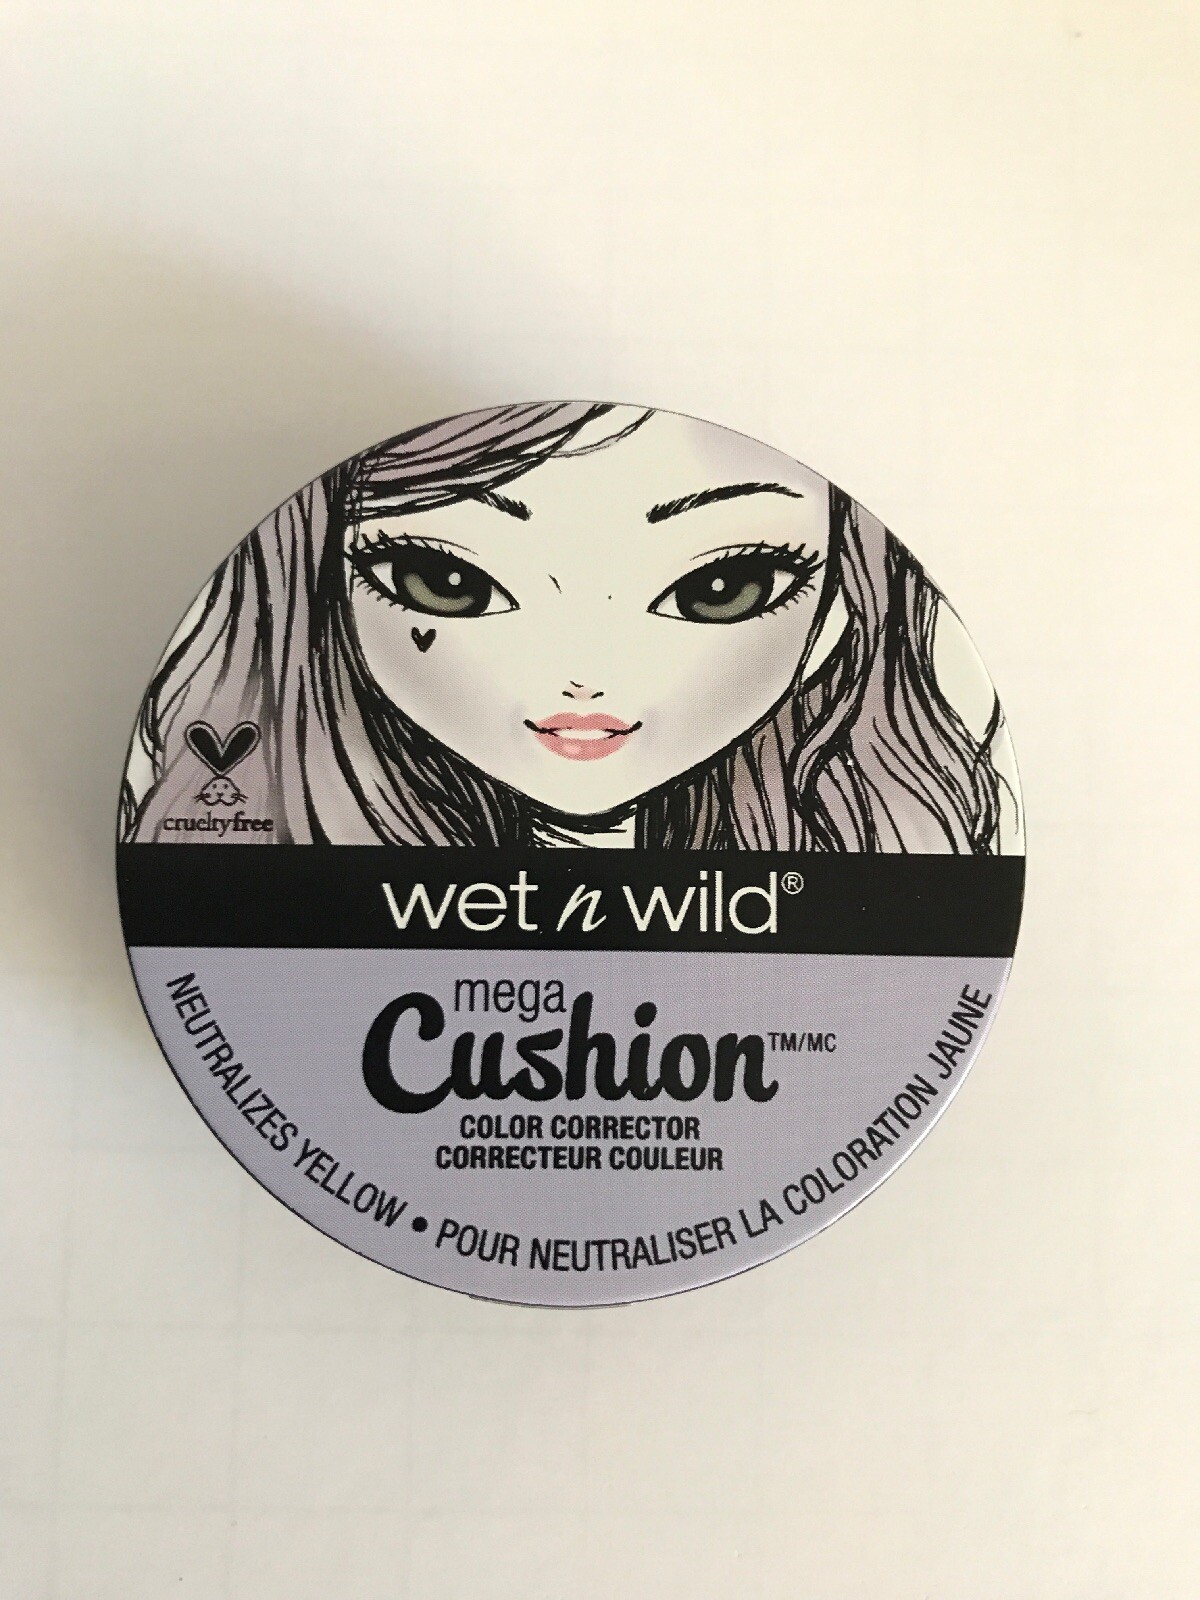 crueltyfree
wet n wild®
mega
Cushion™/MC
COLOR CORRECTOR
CORRECTEUR COULEUR
NEUTRALIZES YELLOW • POUR NEUTRALISER LA COLORATION JAUNE